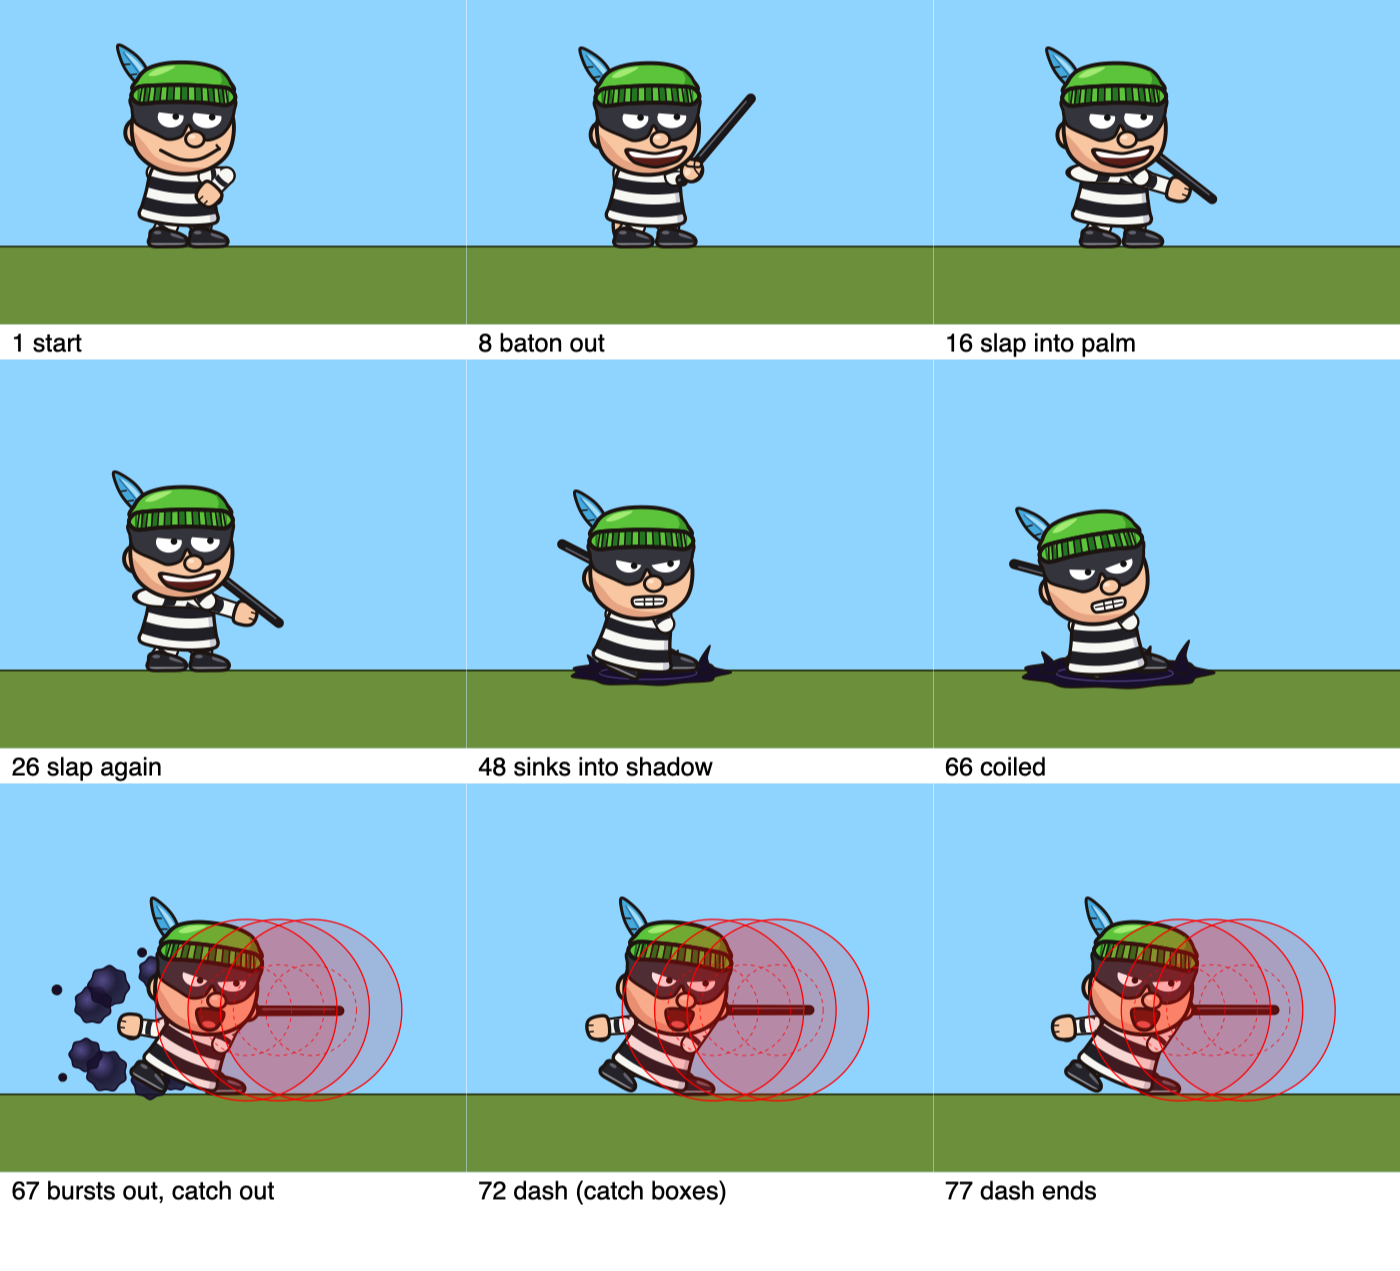 1 start
8 baton out
16 slap into palm
26 slap again
48 sinks into shadow
66 coiled
67 bursts out, catch out
72 dash (catch boxes)
77 dash ends